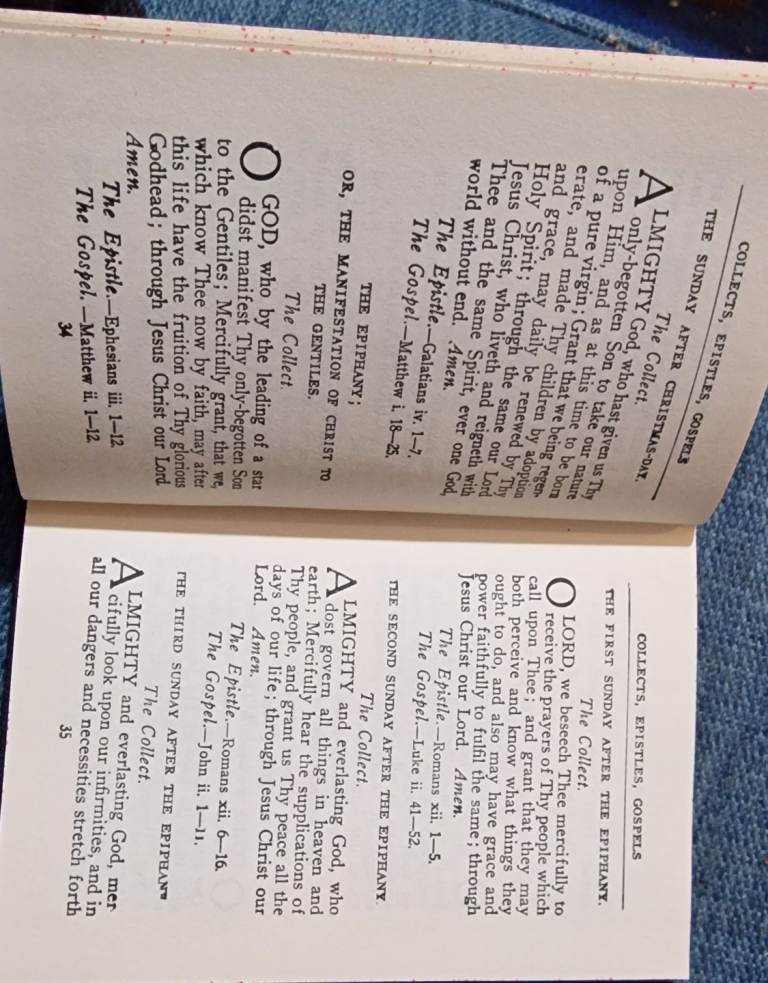 COLLECTS, EPISTLES, GOSPELS
THE SUNDAY AFTER CHRISTMAS-DAY.
The Collect.
ALMIGHTY God, who hast given us Thy
only-begotten Son to take our nature
upon Him, and as at this time to be born
of a pure virgin; Grant that we being regen-
erate, and made Thy children by adoption
and grace, may daily be renewed by Thy
Holy Spirit; through the same our Lord
Jesus Christ, who liveth and reigneth with
Thee and the same Spirit, ever one God,
world without end. Amen.
The Epistle.—Galatians iv. 1—7.
The Gospel.—Matthew i. 18—25.
THE EPIPHANY;
OR, THE MANIFESTATION OF CHRIST TO
THE GENTILES.
The Collect.
O GOD, who by the leading of a star
didst manifest Thy only-begotten Son
to the Gentiles; Mercifully grant, that we,
which know Thee now by faith, may after
this life have the fruition of Thy glorious
Godhead; through Jesus Christ our Lord
Amen.
The Epistle.—Ephesians iii. 1—12
The Gospel.—Matthew ii. 1—12.
34
COLLECTS, EPISTLES, GOSPELS
THE FIRST SUNDAY AFTER THE EPIPHANY.
The Collect.
O LORD, we beseech Thee mercifully to
receive the prayers of Thy people which
call upon Thee; and grant that they may
both perceive and know what things they
ought to do, and also may have grace and
power faithfully to fulfil the same; through
Jesus Christ our Lord. Amen.
The Epistle.—Romans xii. 1—5.
The Gospel.—Luke ii. 41—52.
THE SECOND SUNDAY AFTER THE EPIPHANY.
The Collect.
ALMIGHTY and everlasting God, who
dost govern all things in heaven and
earth; Mercifully hear the supplications of
Thy people, and grant us Thy peace all the
days of our life; through Jesus Christ our
Lord. Amen.
The Epistle.—Romans xii. 6—16.
The Gospel.—John ii. 1—11.
THE THIRD SUNDAY AFTER THE EPIPHANY
The Collect.
ALMIGHTY and everlasting God, mer-
cifully look upon our infirmities, and in
all our dangers and necessities stretch forth
35